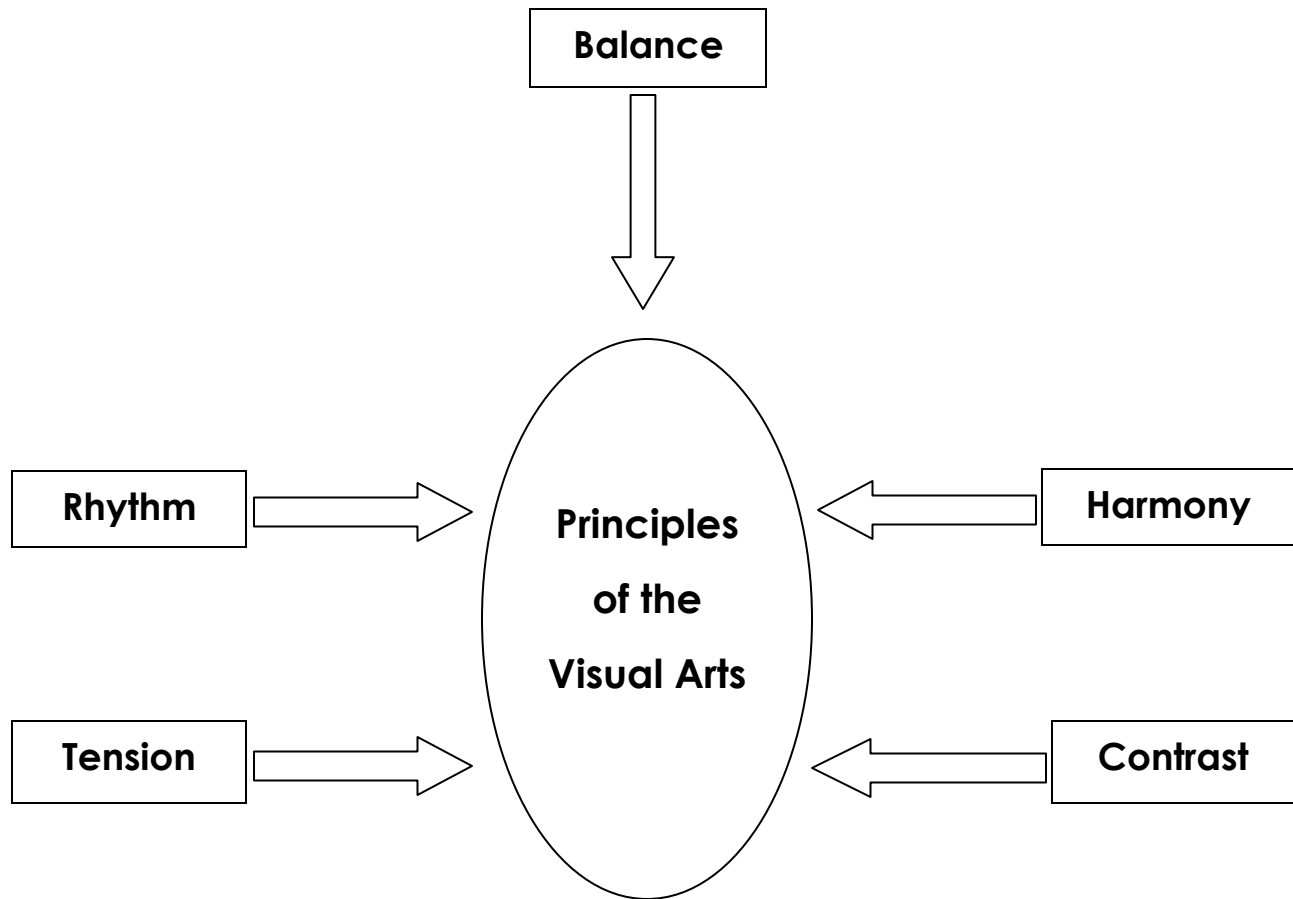 Balance
Rhythm
Harmony
Principles
of the
Visual Arts
Tension
Contrast